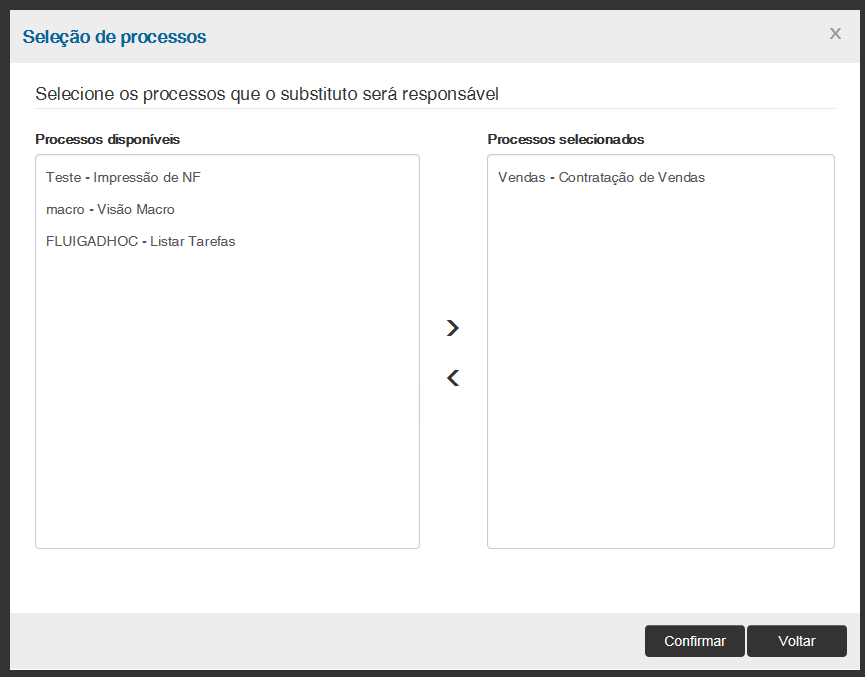 Seleção de processos
X
Selecione os processos que o substituto será responsável
Processos disponíveis
Teste - Impressão de NF
macro - Visão Macro
FLUIGADHOC - Listar Tarefas
>
<
Processos selecionados
Vendas - Contratação de Vendas
Confirmar
Voltar